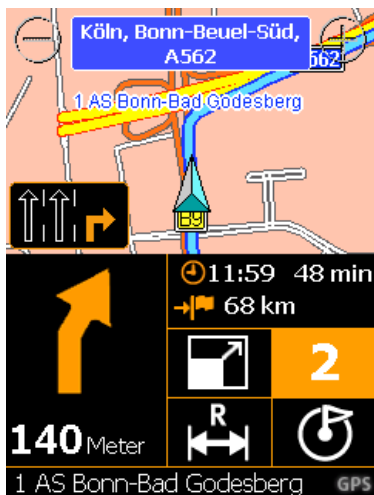 Köln, Bonn-Beuel-Süd,
A562
562
1 AS Bonn-Bad Godesberg
B9
11:59 48 min
68 km
2
R
140 Meter
1 AS Bonn-Bad Godesberg GPS